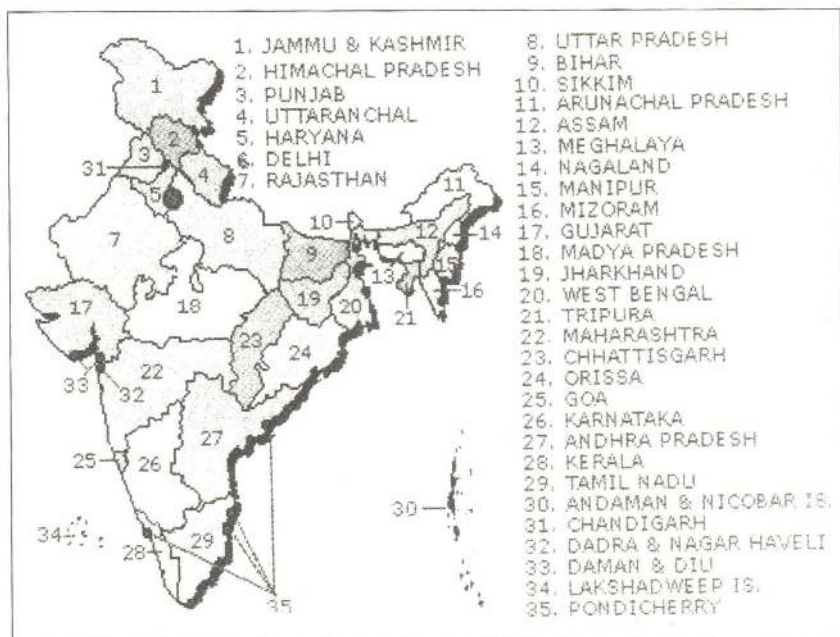 1. JAMMU & KASHMIR
2. HIMACHAL PRADESH
3. PUNJAB
4. UTTARANCHAL
5. HARYANA
6. DELHI
7. RAJASTHAN
8. UTTAR PRADESH
9. BIHAR
10. SIKKIM
11. ARUNACHAL PRADESH
12. ASSAM
13. MEGHALAYA
14. NAGALAND
15. MANIPUR
16. MIZORAM
17. GUJARAT
18. MADYA PRADESH
19. JHARKHAND
20. WEST BENGAL
21. TRIPURA
22. MAHARASHTRA
23. CHHATTISGARH
24. ORISSA
25. GOA
26. KARNATAKA
27. ANDHRA PRADESH
28. KERALA
29. TAMIL NADU
30. ANDAMAN & NICOBAR IS.
31. CHANDIGARH
32. DADRA & NAGAR HAVELI
33. DAMAN & DIU
34. LAKSHADWEEP IS.
35. PONDICHERRY
1
2
3
31
4
5
11
10
7
8
12
14
9
13
15
17
18
19
20
16
21
23
24
22
33
32
27
25
26
30
34
28
29
35